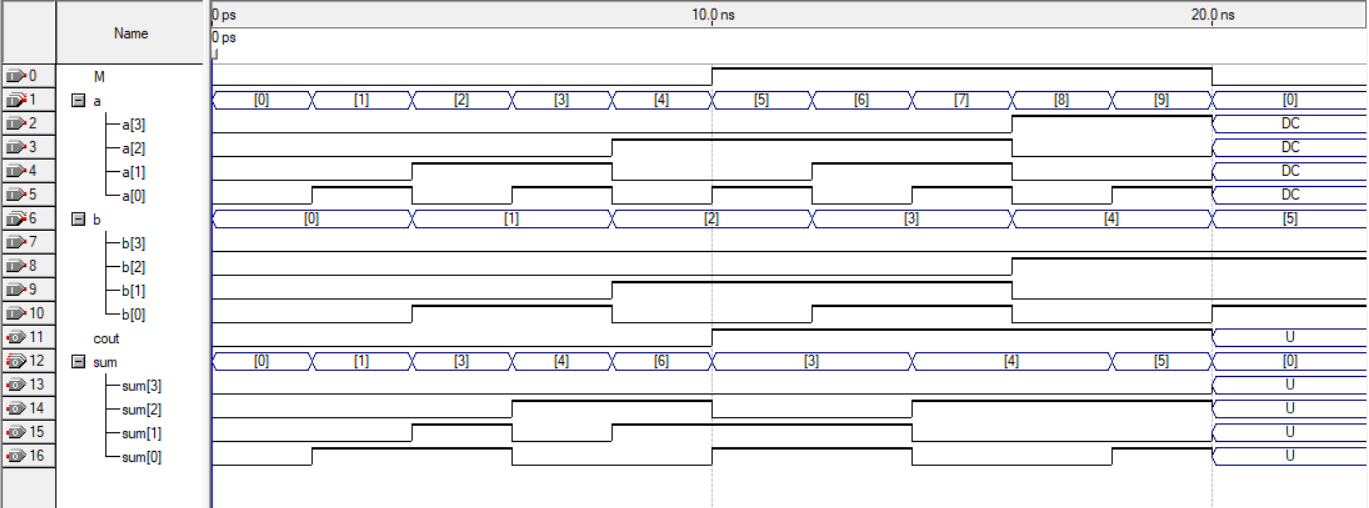 Name 0 ps 10.0 ns 20.0 ns
0 ps
0 M
1 a [0] [1] [2] [3] [4] [5] [6] [7] [8] [9] [0]
2 a[3] DC
3 a[2] DC
4 a[1] DC
5 a[0] DC
6 b [0] [1] [2] [3] [4] [5]
7 b[3]
8 b[2]
9 b[1]
10 b[0]
11 cout U
12 sum [0] [1] [3] [4] [6] [3] [4] [5] [0]
13 sum[3] U
14 sum[2] U
15 sum[1] U
16 sum[0] U